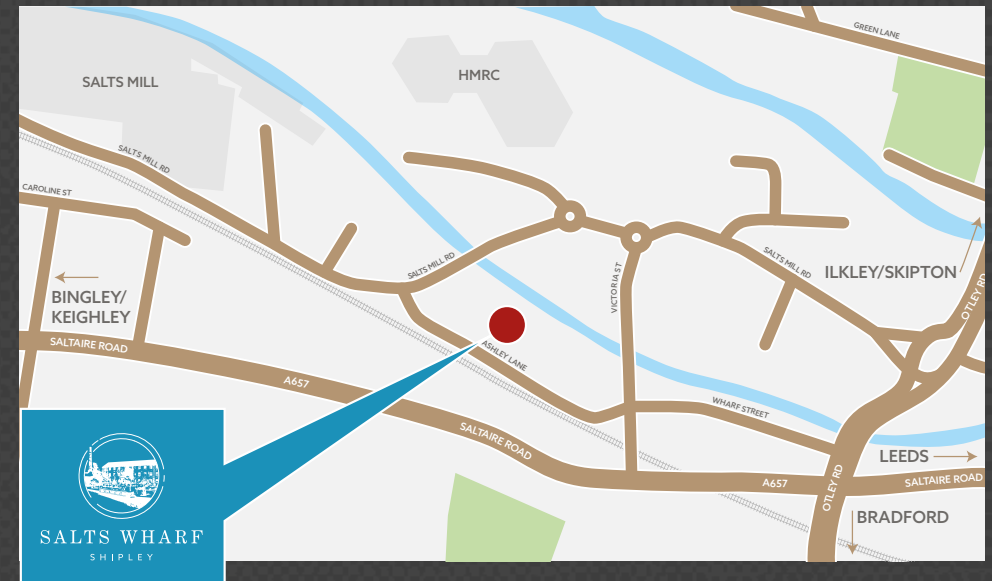 GREEN LANE
SALTS MILL
HMRC
SALTS MILL RD
CAROLINE ST
SALTS MILL RD
VICTORIA ST
SALTS MILL RD
ILKLEY/SKIPTON
BINGLEY/
KEIGHLEY
OTLEY RD
SALTAIRE ROAD
ASHLEY LANE
A657
WHARF STREET
SALTAIRE ROAD
LEEDS
A657
OTLEY RD
SALTAIRE ROAD
BRADFORD
SALTS WHARF
SHIPLEY